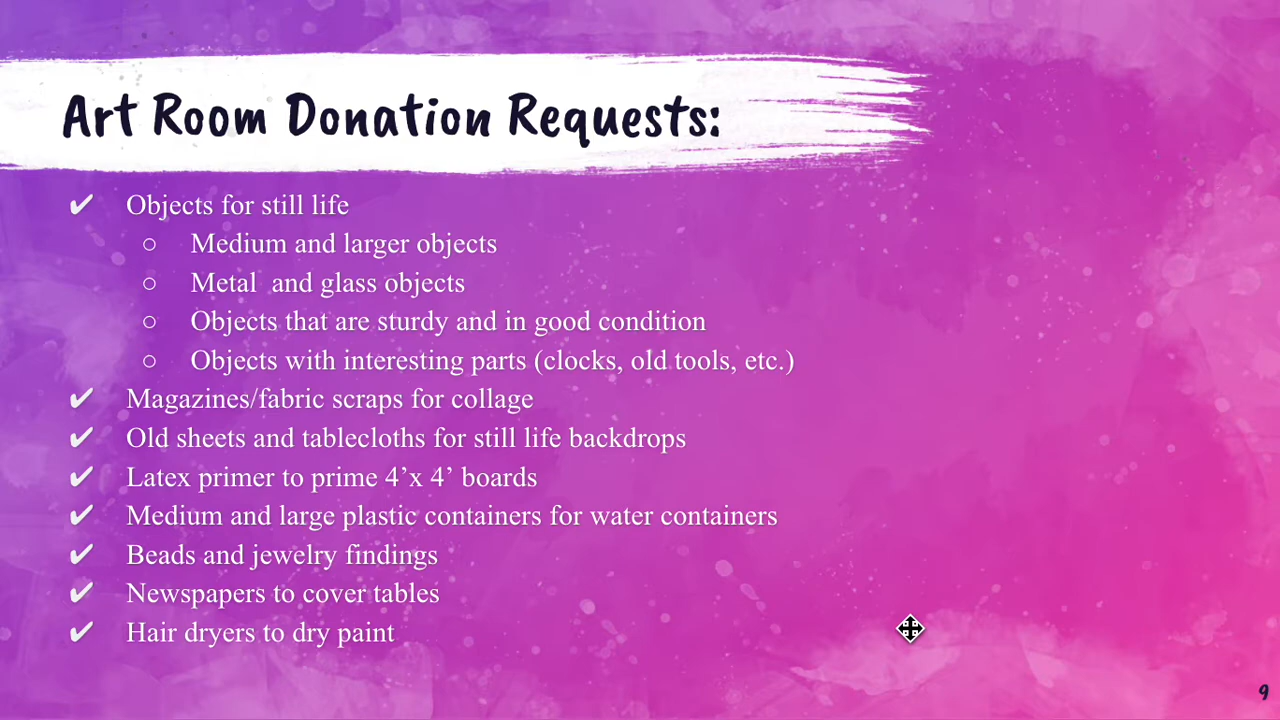 Art Room Donation Requests:
✔ Objects for still life
○ Medium and larger objects
○ Metal  and glass objects
○ Objects that are sturdy and in good condition
○ Objects with interesting parts (clocks, old tools, etc.)
✔ Magazines/fabric scraps for collage
✔ Old sheets and tablecloths for still life backdrops
✔ Latex primer to prime 4’x 4’ boards
✔ Medium and large plastic containers for water containers
✔ Beads and jewelry findings
✔ Newspapers to cover tables
✔ Hair dryers to dry paint
9